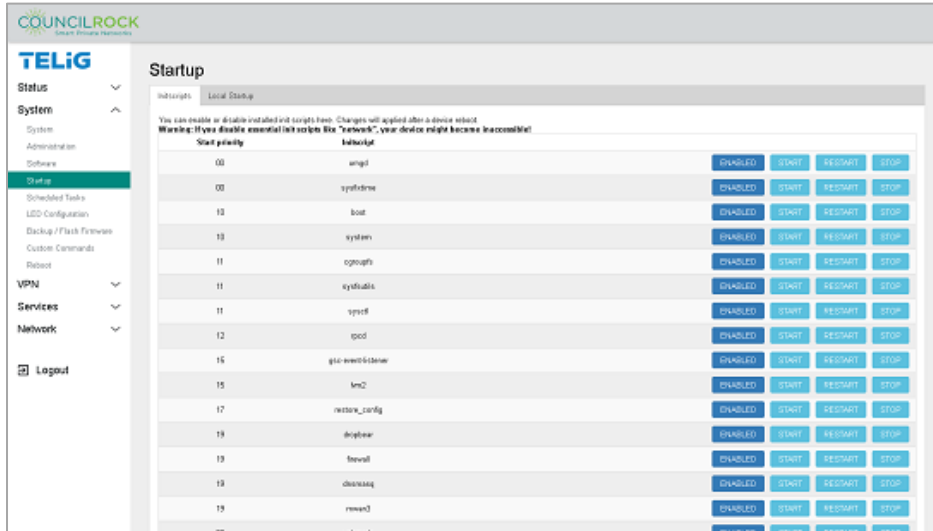 COUNCILROCK
Smart Private Networks
TELiG
Status
System
System
Administration
Software
Startup
Scheduled Tasks
LED Configuration
Backup / Flash Firmware
Custom Commands
Reboot
VPN
Services
Network
Logout
Startup
Initscripts Local Startup
You can enable or disable installed init scripts here. Changes will applied after a device reboot.
Warning: If you disable essential init scripts like "network", your device might become inaccessible!
Start priority Initscript
00 umgd ENABLED START RESTART STOP
00 sysfixtime ENABLED START RESTART STOP
10 boot ENABLED START RESTART STOP
10 system ENABLED START RESTART STOP
11 cgroupfs ENABLED START RESTART STOP
11 sysfsutils ENABLED START RESTART STOP
11 sysctl ENABLED START RESTART STOP
12 rpcd ENABLED START RESTART STOP
15 gsc-event-listener ENABLED START RESTART STOP
15 lvm2 ENABLED START RESTART STOP
17 restore_config ENABLED START RESTART STOP
19 dropbear ENABLED START RESTART STOP
19 firewall ENABLED START RESTART STOP
19 dnsmasq ENABLED START RESTART STOP
19 mwan3 ENABLED START RESTART STOP